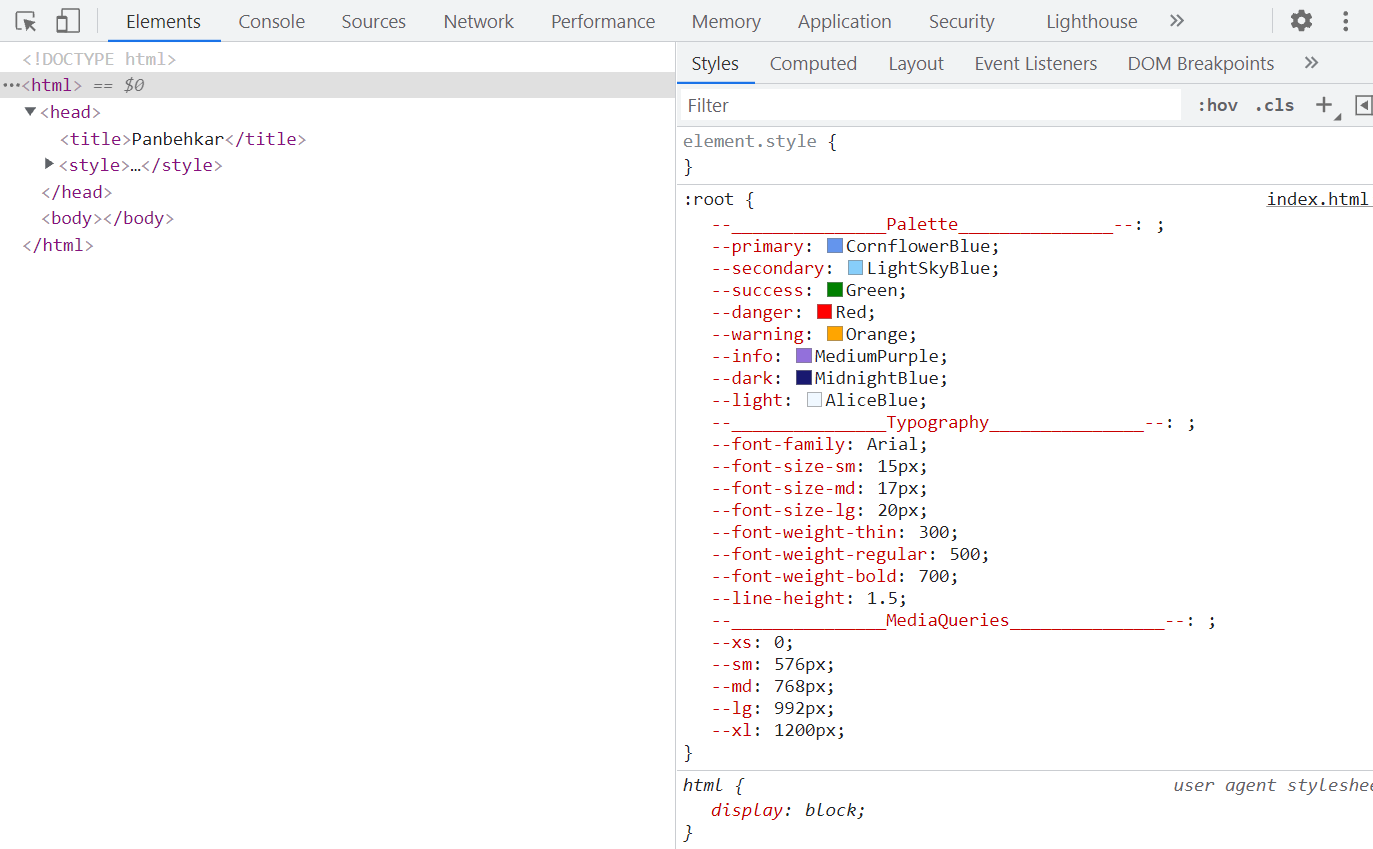 Elements Console Sources Network Performance Memory Application Security Lighthouse
<!DOCTYPE html>
<html> == $0
<head>
<title>Panbehkar</title>
<style>…</style>
</head>
<body></body>
</html>
Styles Computed Layout Event Listeners DOM Breakpoints
Filter :hov .cls +
element.style {
}
:root { index.html
--_______________Palette_______________--: ;
--primary: CornflowerBlue;
--secondary: LightSkyBlue;
--success: Green;
--danger: Red;
--warning: Orange;
--info: MediumPurple;
--dark: MidnightBlue;
--light: AliceBlue;
--_______________Typography_______________--: ;
--font-family: Arial;
--font-size-sm: 15px;
--font-size-md: 17px;
--font-size-lg: 20px;
--font-weight-thin: 300;
--font-weight-regular: 500;
--font-weight-bold: 700;
--line-height: 1.5;
--_______________MediaQueries_______________--: ;
--xs: 0;
--sm: 576px;
--md: 768px;
--lg: 992px;
--xl: 1200px;
}
html { user agent styleshee
display: block;
}